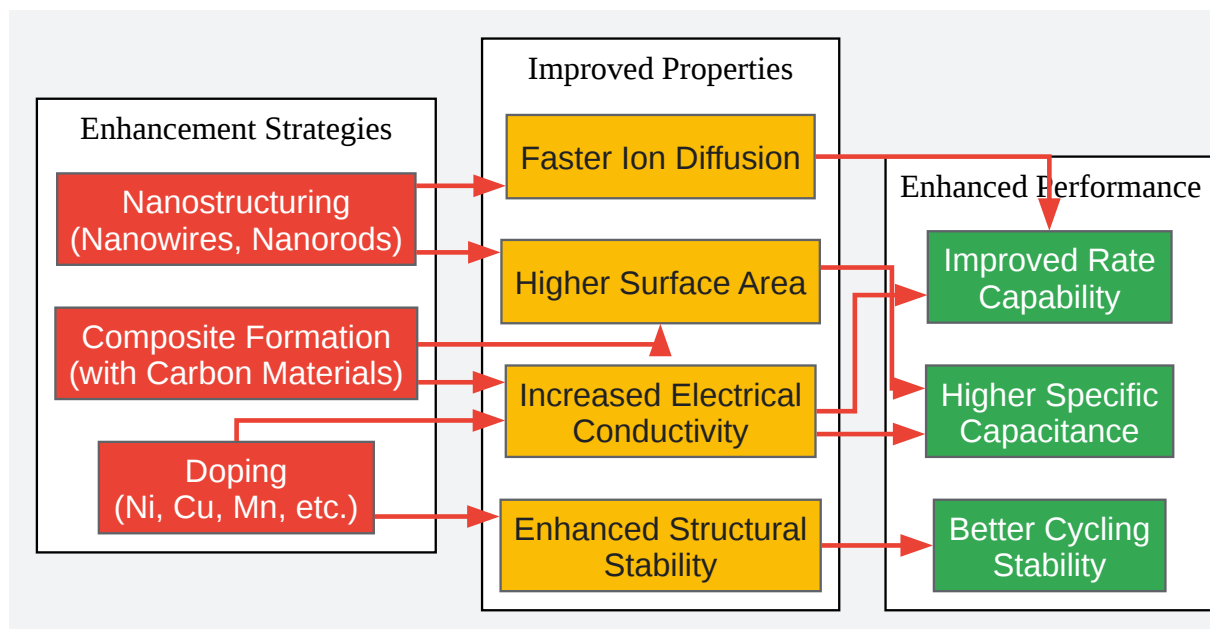 Enhancement Strategies
Nanostructuring
(Nanowires, Nanorods)
Composite Formation
(with Carbon Materials)
Doping
(Ni, Cu, Mn, etc.)
Improved Properties
Faster Ion Diffusion
Higher Surface Area
Increased Electrical
Conductivity
Enhanced Structural
Stability
Enhanced Performance
Improved Rate
Capability
Higher Specific
Capacitance
Better Cycling
Stability